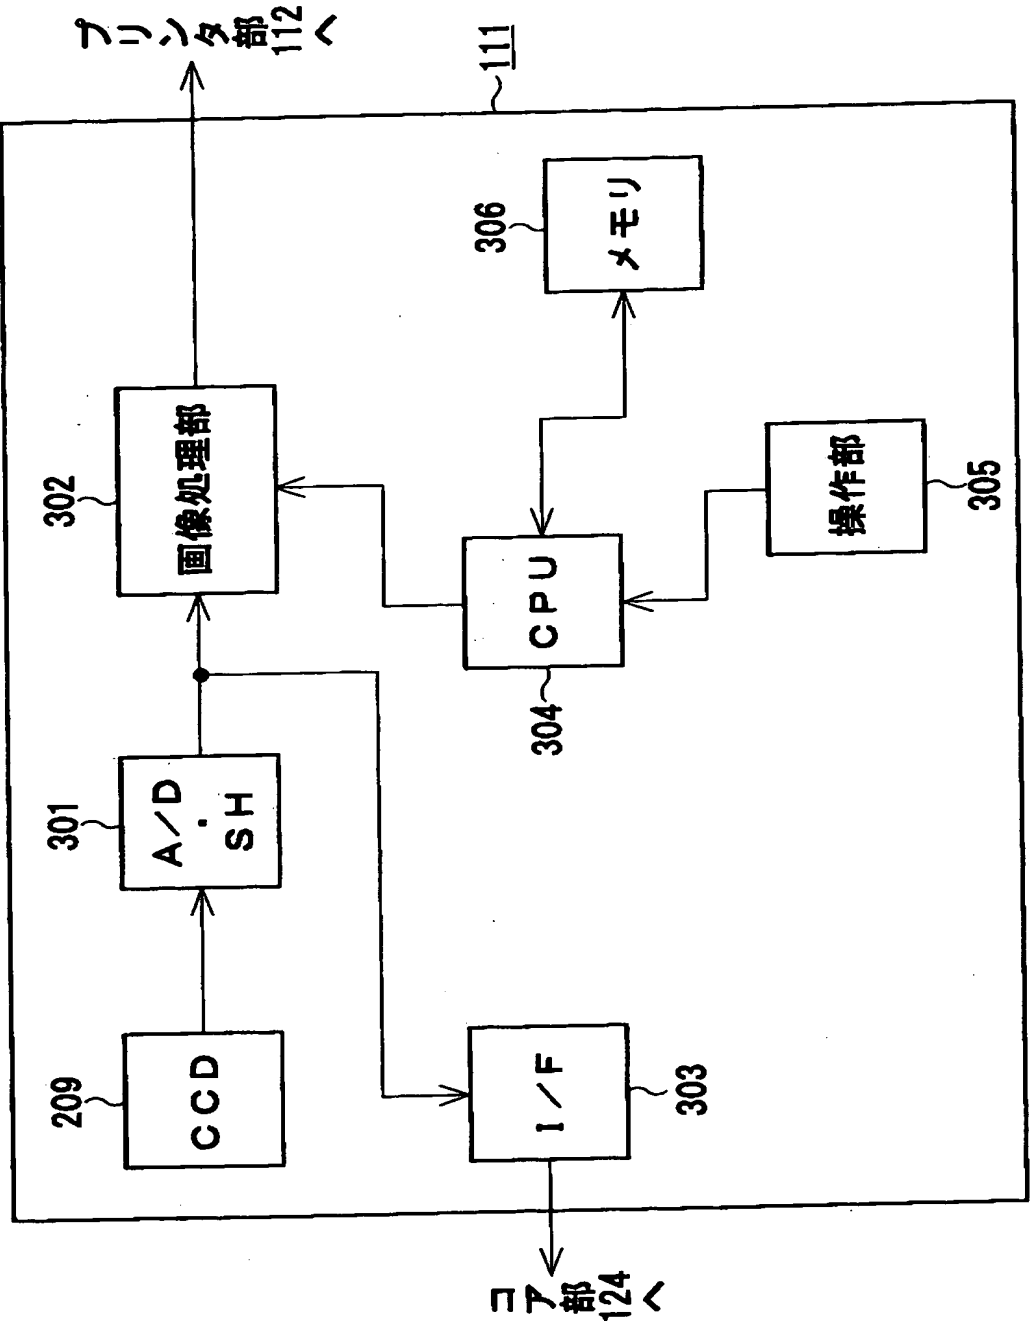 111
209
CCD
301
A/D
・
SH
302
画像処理部
プリンタ部
112へ
303
I/F
コア部
124へ
304
CPU
306
メモリ
操作部
305